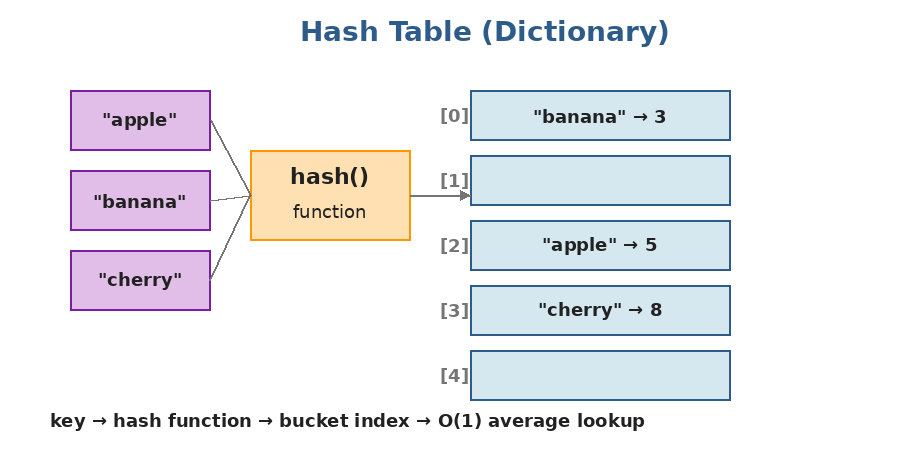 Hash Table (Dictionary)
"apple"
"banana"
"cherry"
hash()
function
[0]
"banana" → 3
[1]
[2]
"apple" → 5
[3]
"cherry" → 8
[4]
key → hash function → bucket index → O(1) average lookup